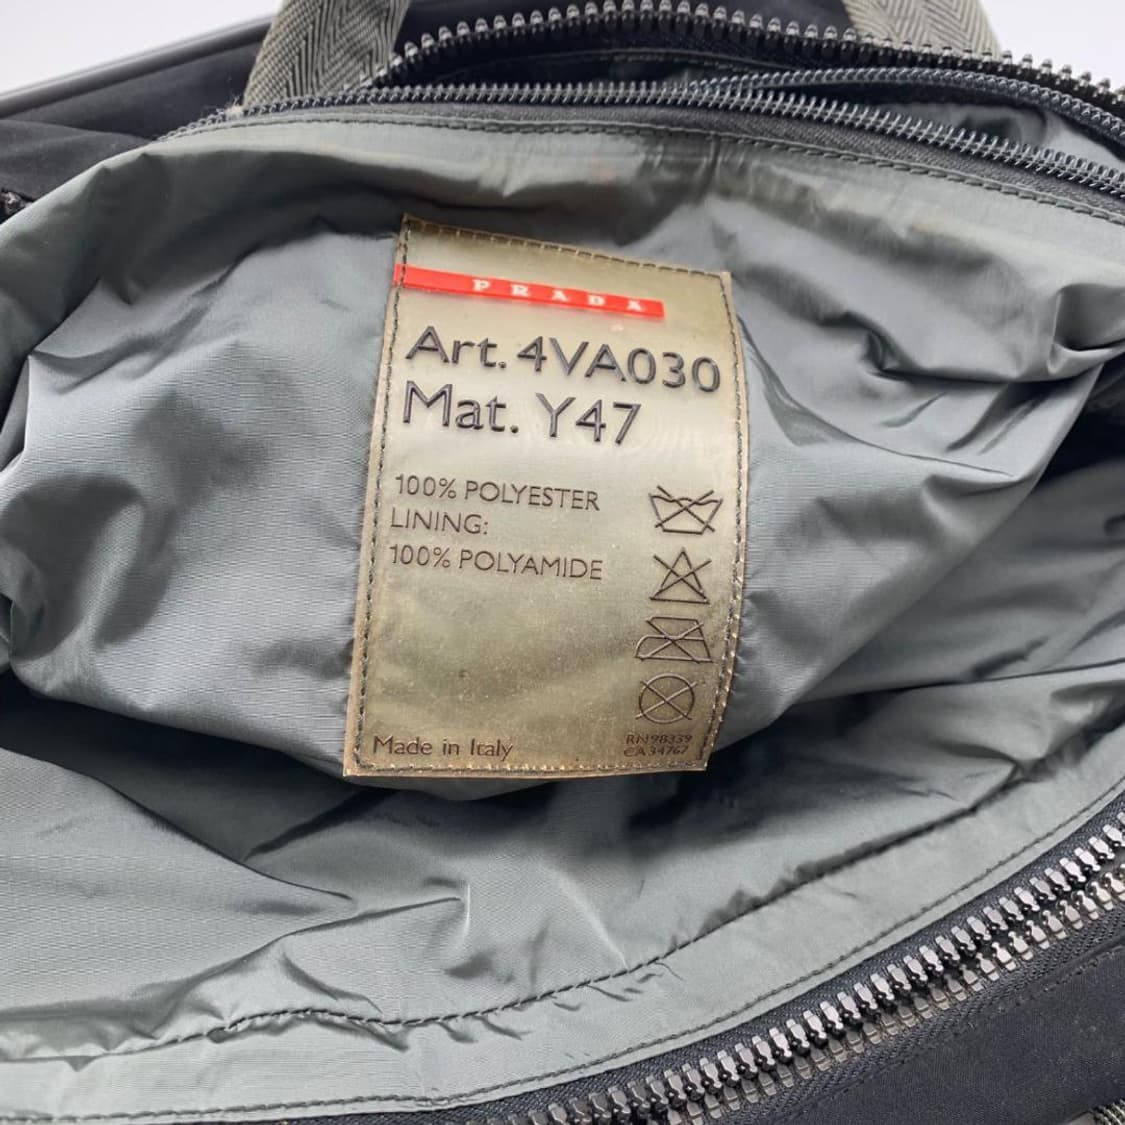 PRADA
Art. 4VA030
Mat. Y47
100% POLYESTER
LINING:
100% POLYAMIDE
Made in Italy
RN98339
CA34767